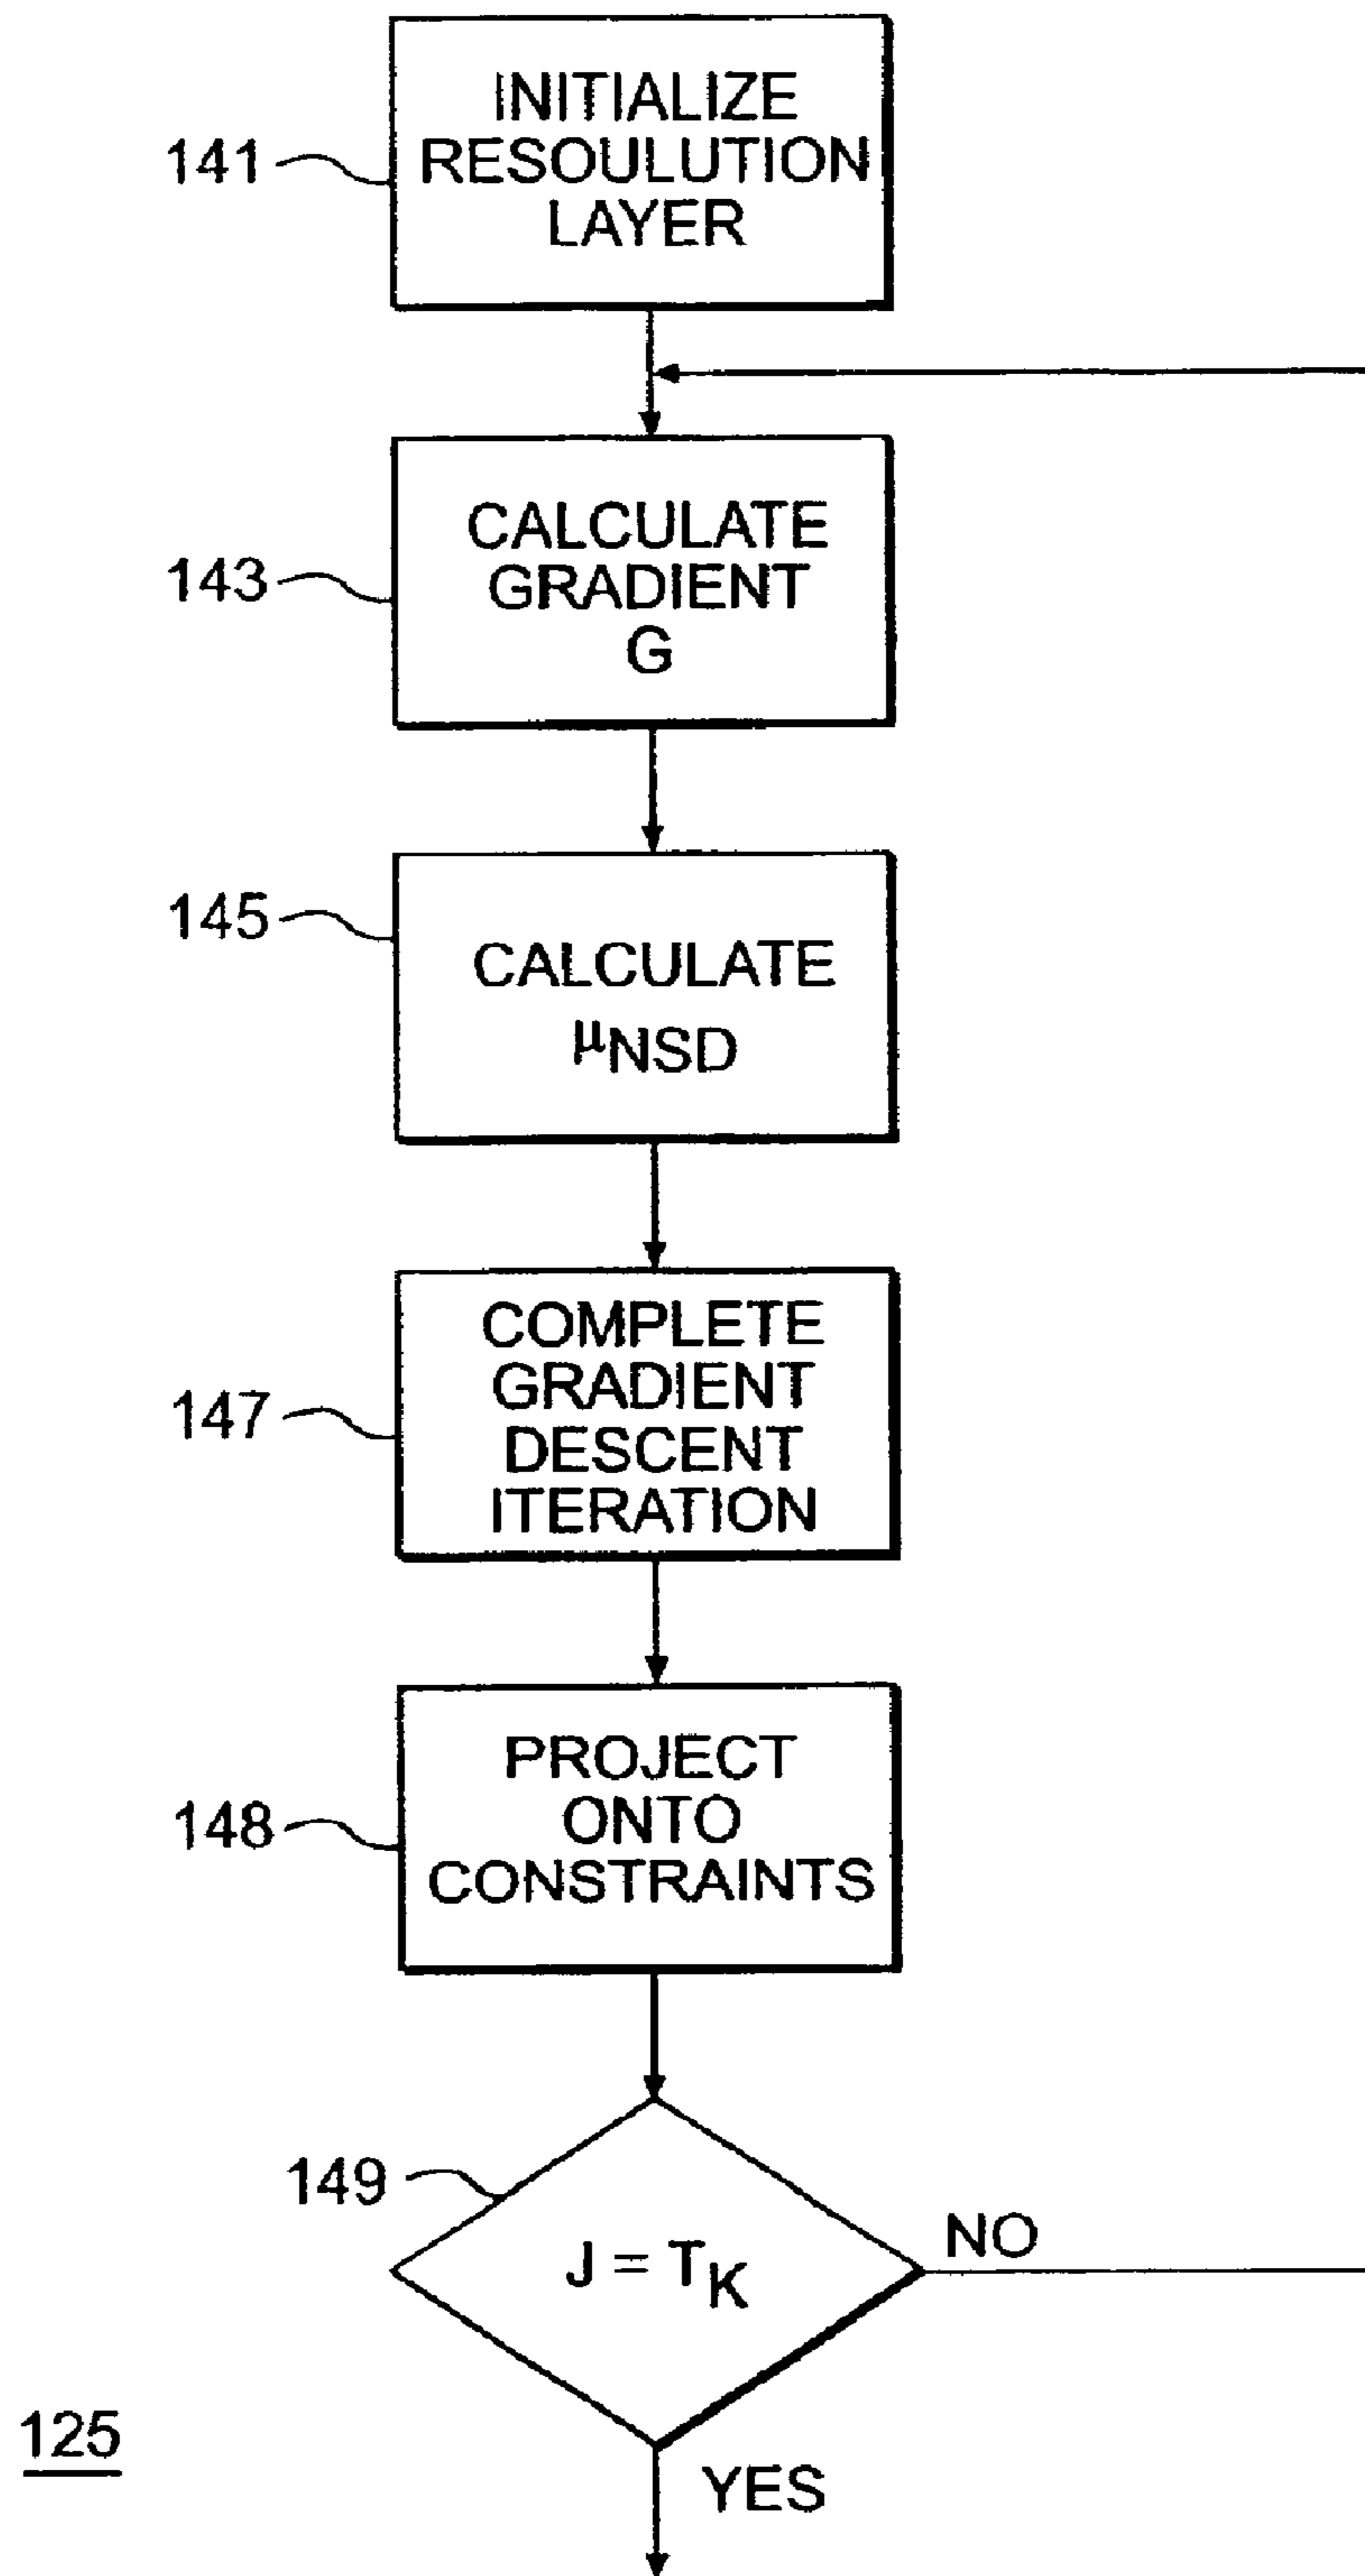 INITIALIZE
RESOULUTION
LAYER
141
CALCULATE
GRADIENT
G
143
145
CALCULATE
μNSD
COMPLETE
GRADIENT
DESCENT
ITERATION
147
PROJECT
ONTO
CONSTRAINTS
148
149
J = TK
NO
125
YES